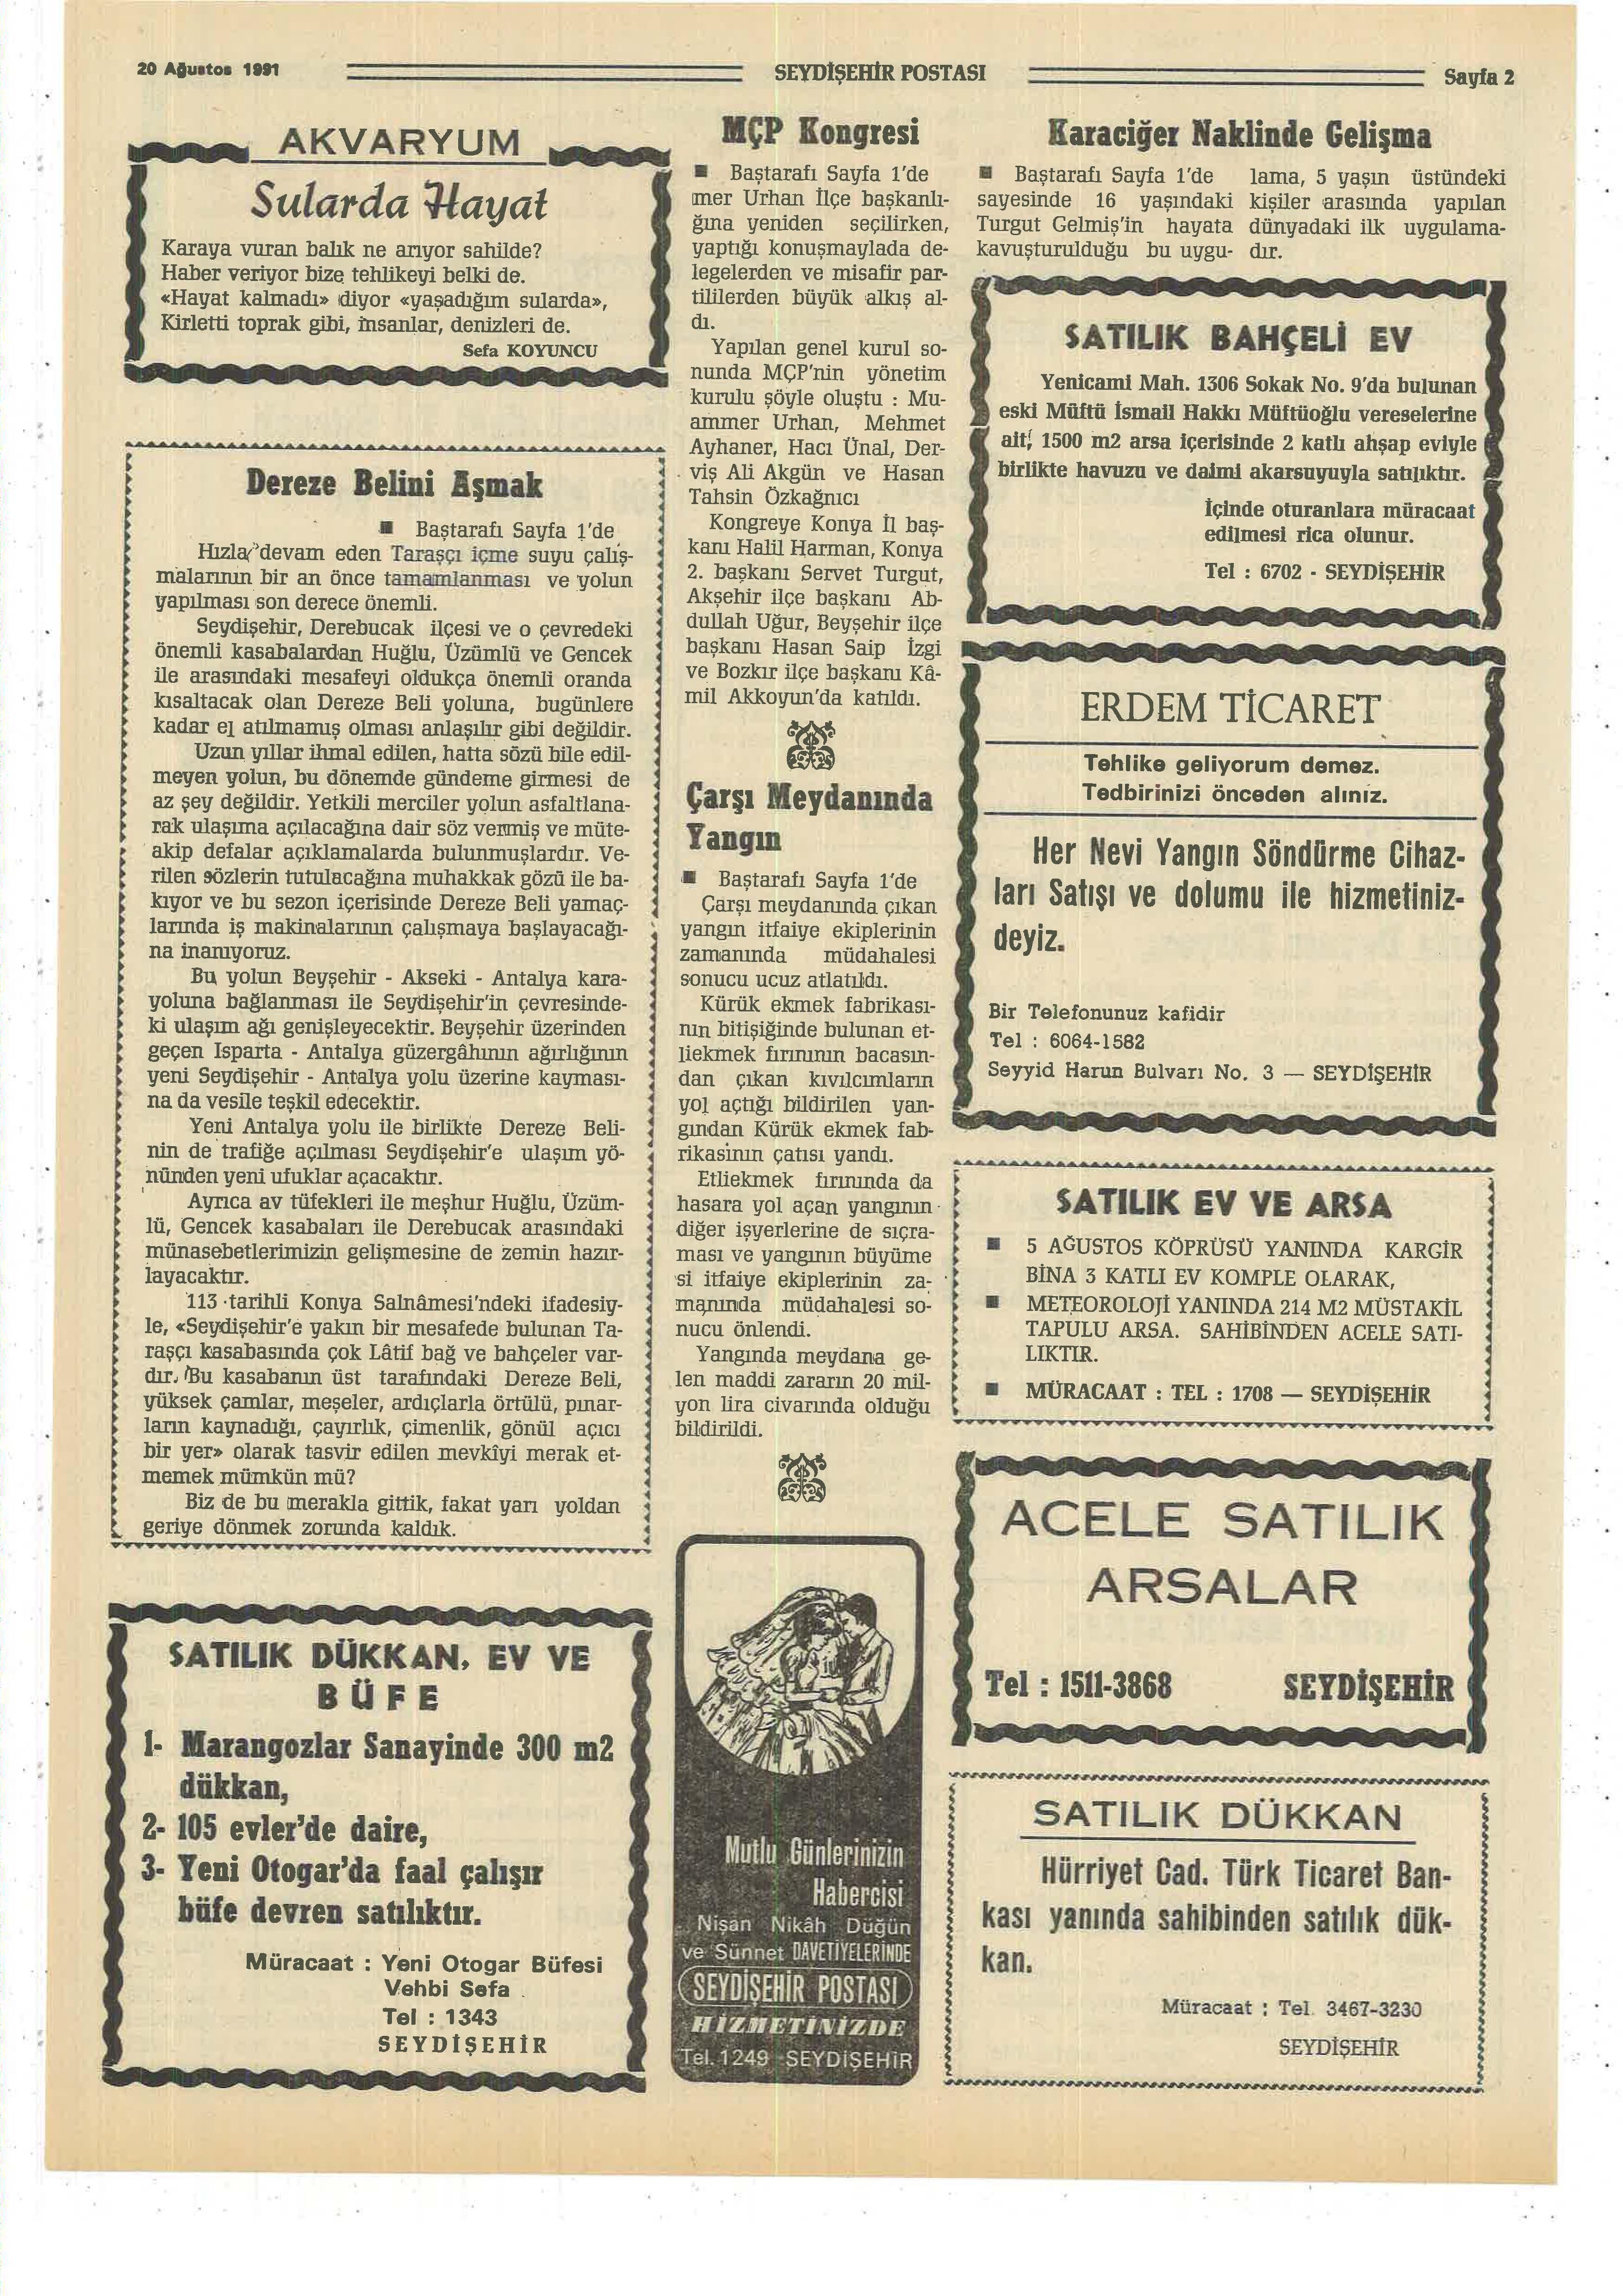 20 Ağustos 1991
SEYDİŞEHİR POSTASI
Sayfa 2
AKVARYUM
Sularda Hayat
Karaya vuran balık ne arıyor sahilde?
Haber veriyor bize tehlikeyi belki de.
«Hayat kalmadı» diyor «yaşadığım sularda»,
Kirletti toprak gibi, insanlar, denizleri de.
Sefa KOYUNCU
Dereze Belini Aşmak
■ Baştarafı Sayfa 1'de
Hızla devam eden Taraşçı içme suyu çalış-
malarının bir an önce tamamlanması ve yolun
yapılması son derece önemli.
Seydişehir, Derebucak ilçesi ve o çevredeki
önemli kasabalardan Huğlu, Üzümlü ve Gencek
ile arasındaki mesafeyi oldukça önemli oranda
kısaltacak olan Dereze Beli yoluna, bugünlere
kadar el atılmamış olması anlaşılır gibi değildir.
Uzun yıllar ihmal edilen, hatta sözü bile edil-
meyen yolun, bu dönemde gündeme girmesi de
az şey değildir. Yetkili merciler yolun asfaltlana-
rak ulaşıma açılacağına dair söz vermiş ve müte-
akip defalar açıklamalarda bulunmuşlardır. Ve-
rilen sözlerin tutulacağına muhakkak gözü ile ba-
kıyor ve bu sezon içerisinde Dereze Beli yamaç-
larında iş makinalarının çalışmaya başlayacağı-
na inanıyoruz.
Bu yolun Beyşehir - Akseki - Antalya kara-
yoluna bağlanması ile Seydişehir'in çevresinde-
ki ulaşım ağı genişleyecektir. Beyşehir üzerinden
geçen Isparta - Antalya güzergâhının ağırlığının
yeni Seydişehir - Antalya yolu üzerine kayması-
na da vesile teşkil edecektir.
Yeni Antalya yolu ile birlikte Dereze Beli-
nin de trafiğe açılması Seydişehir'e ulaşım yö-
nünden yeni ufuklar açacaktır.
Ayrıca av tüfekleri ile meşhur Huğlu, Üzüm-
lü, Gencek kasabaları ile Derebucak arasındaki
münasebetlerimizin gelişmesine de zemin hazır-
layacaktır.
113 tarihli Konya Salnâmesi'ndeki ifadesiy-
le, «Seydişehir'e yakın bir mesafede bulunan Ta-
raşçı kasabasında çok Lâtif bağ ve bahçeler var-
dır. Bu kasabanın üst tarafındaki Dereze Beli,
yüksek çamlar, meşeler, ardıçlarla örtülü, pınar-
ların kaynadığı, çayırlık, çimenlik, gönül açıcı
bir yer» olarak tasvir edilen mevkîyi merak et-
memek mümkün mü?
Biz de bu merakla gittik, fakat yarı yoldan
geriye dönmek zorunda kaldık.
SATILIK DÜKKAN, EV VE
BÜFE
1- Marangozlar Sanayinde 300 m2
dükkan,
2- 105 evler'de daire,
3- Yeni Otogar'da faal çalışır
büfe devren satılıktır.
Müracaat : Yeni Otogar Büfesi
Vehbi Sefa
Tel : 1343
SEYDİŞEHİR
MÇP Kongresi
■ Baştarafı Sayfa 1'de
mer Urhan İlçe başkanlı-
ğına yeniden seçilirken,
yaptığı konuşmaylada de-
legelerden ve misafir par-
tililerden büyük alkış al-
dı.
Yapılan genel kurul so-
nunda MÇP'nin yönetim
kurulu şöyle oluştu : Mu-
ammer Urhan, Mehmet
Ayhaner, Hacı Ünal, Der-
viş Ali Akgün ve Hasan
Tahsin Özkağnıcı
Kongreye Konya İl baş-
kanı Halil Harman, Konya
2. başkanı Servet Turgut,
Akşehir ilçe başkanı Ab-
dullah Uğur, Beyşehir ilçe
başkanı Hasan Saip İzgi
ve Bozkır ilçe başkanı Kâ-
mil Akkoyun'da katıldı.
Çarşı Meydanında
Yangın
■ Baştarafı Sayfa 1'de
Çarşı meydanında çıkan
yangın itfaiye ekiplerinin
zamanında müdahalesi
sonucu ucuz atlatıldı.
Kürük ekmek fabrikası-
nın bitişiğinde bulunan et-
liekmek fırınının bacasın-
dan çıkan kıvılcımların
yol açtığı bildirilen yan-
gından Kürük ekmek fab-
rikasının çatısı yandı.
Etliekmek fırınında da
hasara yol açan yangının
diğer işyerlerine de sıçra-
ması ve yangının büyüme
si itfaiye ekiplerinin za-
manında müdahalesi so-
nucu önlendi.
Yangında meydana ge-
len maddi zararın 20 mil-
yon lira civarında olduğu
bildirildi.
Mutlu Günlerinizin
Habercisi
Nişan Nikâh Düğün
ve Sünnet DAVETİYELERİNDE
SEYDİŞEHİR POSTASI
HİZMETİNİZDE
Tel. 1249 - SEYDİŞEHİR
Karaciğer Naklinde Gelişma
■ Baştarafı Sayfa 1'de
sayesinde 16 yaşındaki
Turgut Gelmiş'in hayata
kavuşturulduğu bu uygu-
lama, 5 yaşın üstündeki
kişiler arasında yapılan
dünyadaki ilk uygulama-
dır.
SATILIK BAHÇELİ EV
Yenicami Mah. 1306 Sokak No. 9'da bulunan
eski Müftü İsmail Hakkı Müftüoğlu vereselerine
ait, 1500 m2 arsa içerisinde 2 katlı ahşap eviyle
birlikte havuzu ve daimi akarsuyuyla satılıktır.
İçinde oturanlara müracaat
edilmesi rica olunur.
Tel : 6702 - SEYDİŞEHİR
ERDEM TİCARET
Tehlike geliyorum demez.
Tedbirinizi önceden alınız.
Her Nevi Yangın Söndürme Cihaz-
ları Satışı ve dolumu ile hizmetiniz-
deyiz.
Bir Telefonunuz kafidir
Tel : 6064-1582
Seyyid Harun Bulvarı No. 3 — SEYDİŞEHİR
SATILIK EV VE ARSA
■ 5 AĞUSTOS KÖPRÜSÜ YANINDA KARGİR
BİNA 3 KATLI EV KOMPLE OLARAK,
■ METEOROLOJİ YANINDA 214 M2 MÜSTAKİL
TAPULU ARSA. SAHİBİNDEN ACELE SATI-
LIKTIR.
■ MÜRACAAT : TEL : 1708 — SEYDİŞEHİR
ACELE SATILIK
ARSALAR
Tel : 1511-3868 SEYDİŞEHİR
SATILIK DÜKKAN
Hürriyet Cad. Türk Ticaret Ban-
kası yanında sahibinden satılık dük-
kan.
Müracaat : Tel. 3467-3230
SEYDİŞEHİR